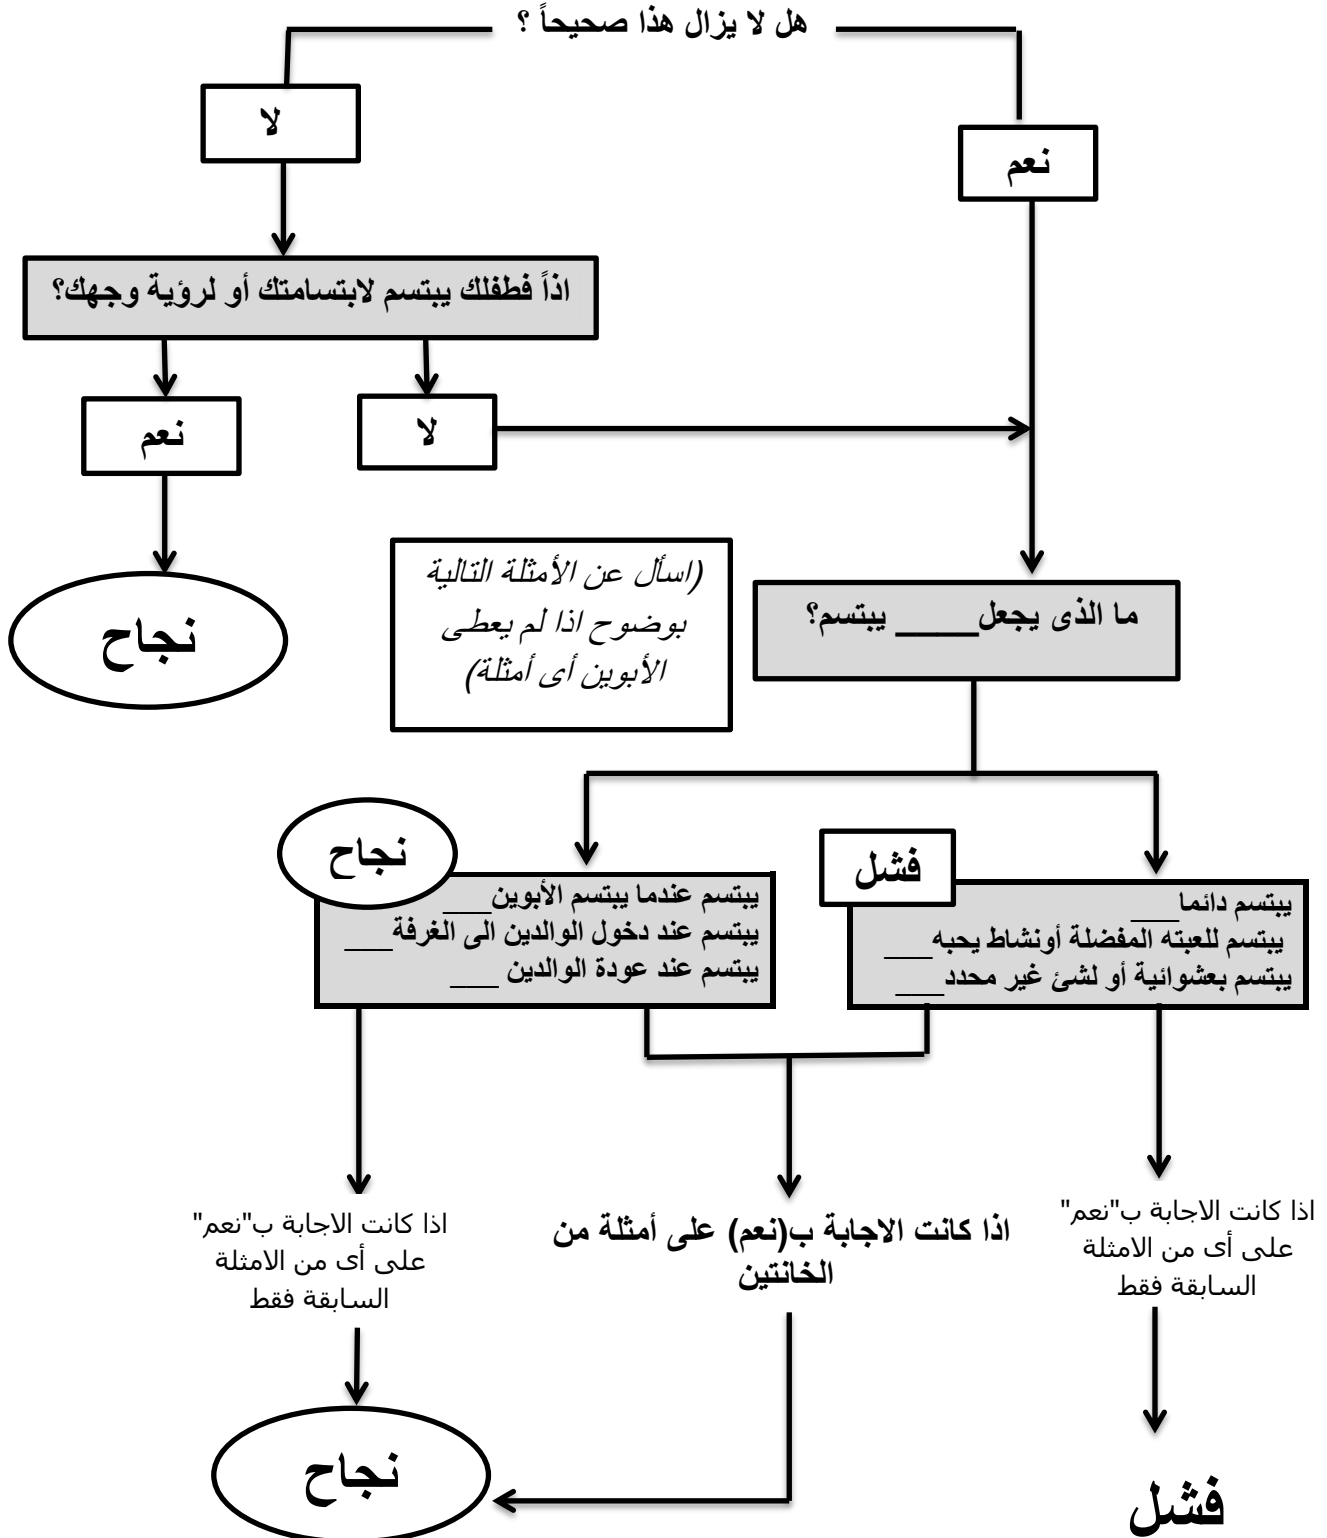 هل لا يزال هذا صحيحاً ؟
لا
نعم
اذاً فطفلك يبتسم لابتسامتك أو لرؤية وجهك؟
نعم
لا
نجاح
(اسأل عن الأمثلة التالية
بوضوح اذا لم يعطى
الأبوين أى أمثلة)
ما الذى يجعل_____ يبتسم؟
نجاح
يبتسم عندما يبتسم الأبوين___
يبتسم عند دخول الوالدين الى الغرفة___
يبتسم عند عودة الوالدين ___
فشل
يبتسم دائما___
يبتسم للعبته المفضلة أونشاط يحبه___
يبتسم بعشوائية أو لشئ غير محدد___
اذا كانت الاجابة ب"نعم"
على أى من الامثلة
السابقة فقط
اذا كانت الاجابة ب(نعم) على أمثلة من
الخانتين
اذا كانت الاجابة ب"نعم"
على أى من الامثلة
السابقة فقط
نجاح
فشل